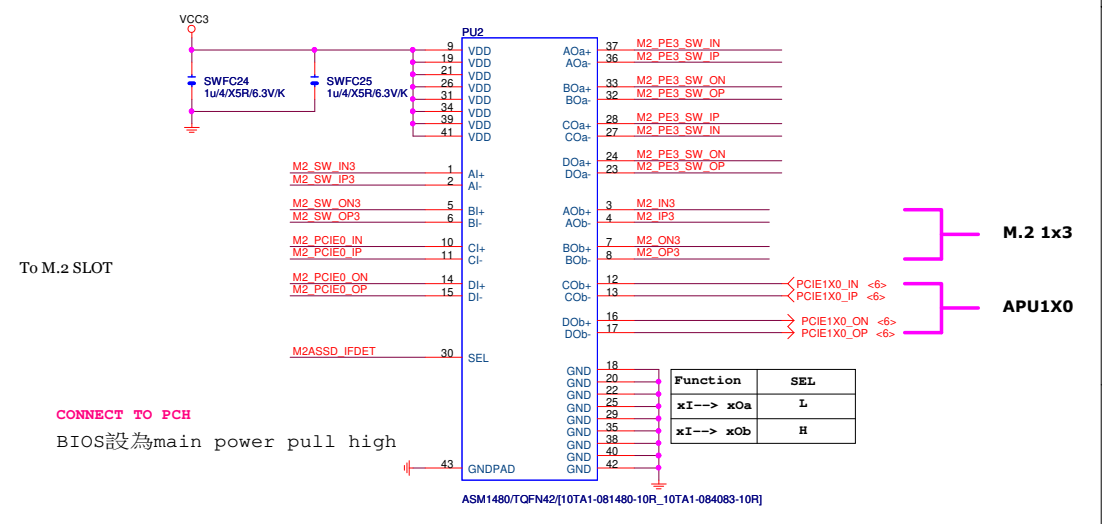 VCC3
PU2
SWFC24
1u/4/X5R/6.3V/K
SWFC25
1u/4/X5R/6.3V/K
9 VDD
19 VDD
21 VDD
26 VDD
31 VDD
34 VDD
39 VDD
41 VDD
M2_SW_IN3 1 AI+
M2_SW_IP3 2 AI-
M2_SW_ON3 5 BI+
M2_SW_OP3 6 BI-
M2_PCIE0_IN 10 CI+
M2_PCIE0_IP 11 CI-
M2_PCIE0_ON 14 DI+
M2_PCIE0_OP 15 DI-
M2ASSD_IFDET 30 SEL
43 GNDPAD
AOa+ 37 M2_PE3_SW_IN
AOa- 36 M2_PE3_SW_IP
BOa+ 33 M2_PE3_SW_ON
BOa- 32 M2_PE3_SW_OP
COa+ 28 M2_PE3_SW_IP
COa- 27 M2_PE3_SW_IN
DOa+ 24 M2_PE3_SW_ON
DOa- 23 M2_PE3_SW_OP
AOb+ 3 M2_IN3
AOb- 4 M2_IP3
BOb+ 7 M2_ON3
BOb- 8 M2_OP3
COb+ 12 PCIE1X0_IN <6>
COb- 13 PCIE1X0_IP <6>
DOb+ 16 PCIE1X0_ON <6>
DOb- 17 PCIE1X0_OP <6>
GND 18
GND 20
GND 22
GND 25
GND 29
GND 35
GND 38
GND 40
GND 42
M.2 1x3
APU1X0
To M.2 SLOT
Function SEL
xI--> xOa L
xI--> xOb H
CONNECT TO PCH
BIOS設為main power pull high
ASM1480/TQFN42/[10TA1-081480-10R_10TA1-084083-10R]